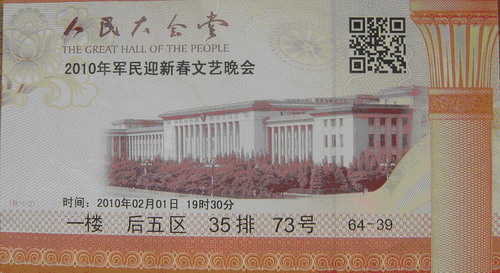 人民大会堂
THE GREAT HALL OF THE PEOPLE
2010年军民迎新春文艺晚会
时间：2010年02月01日 19时30分
一楼 后五区 35排 73号 64-39